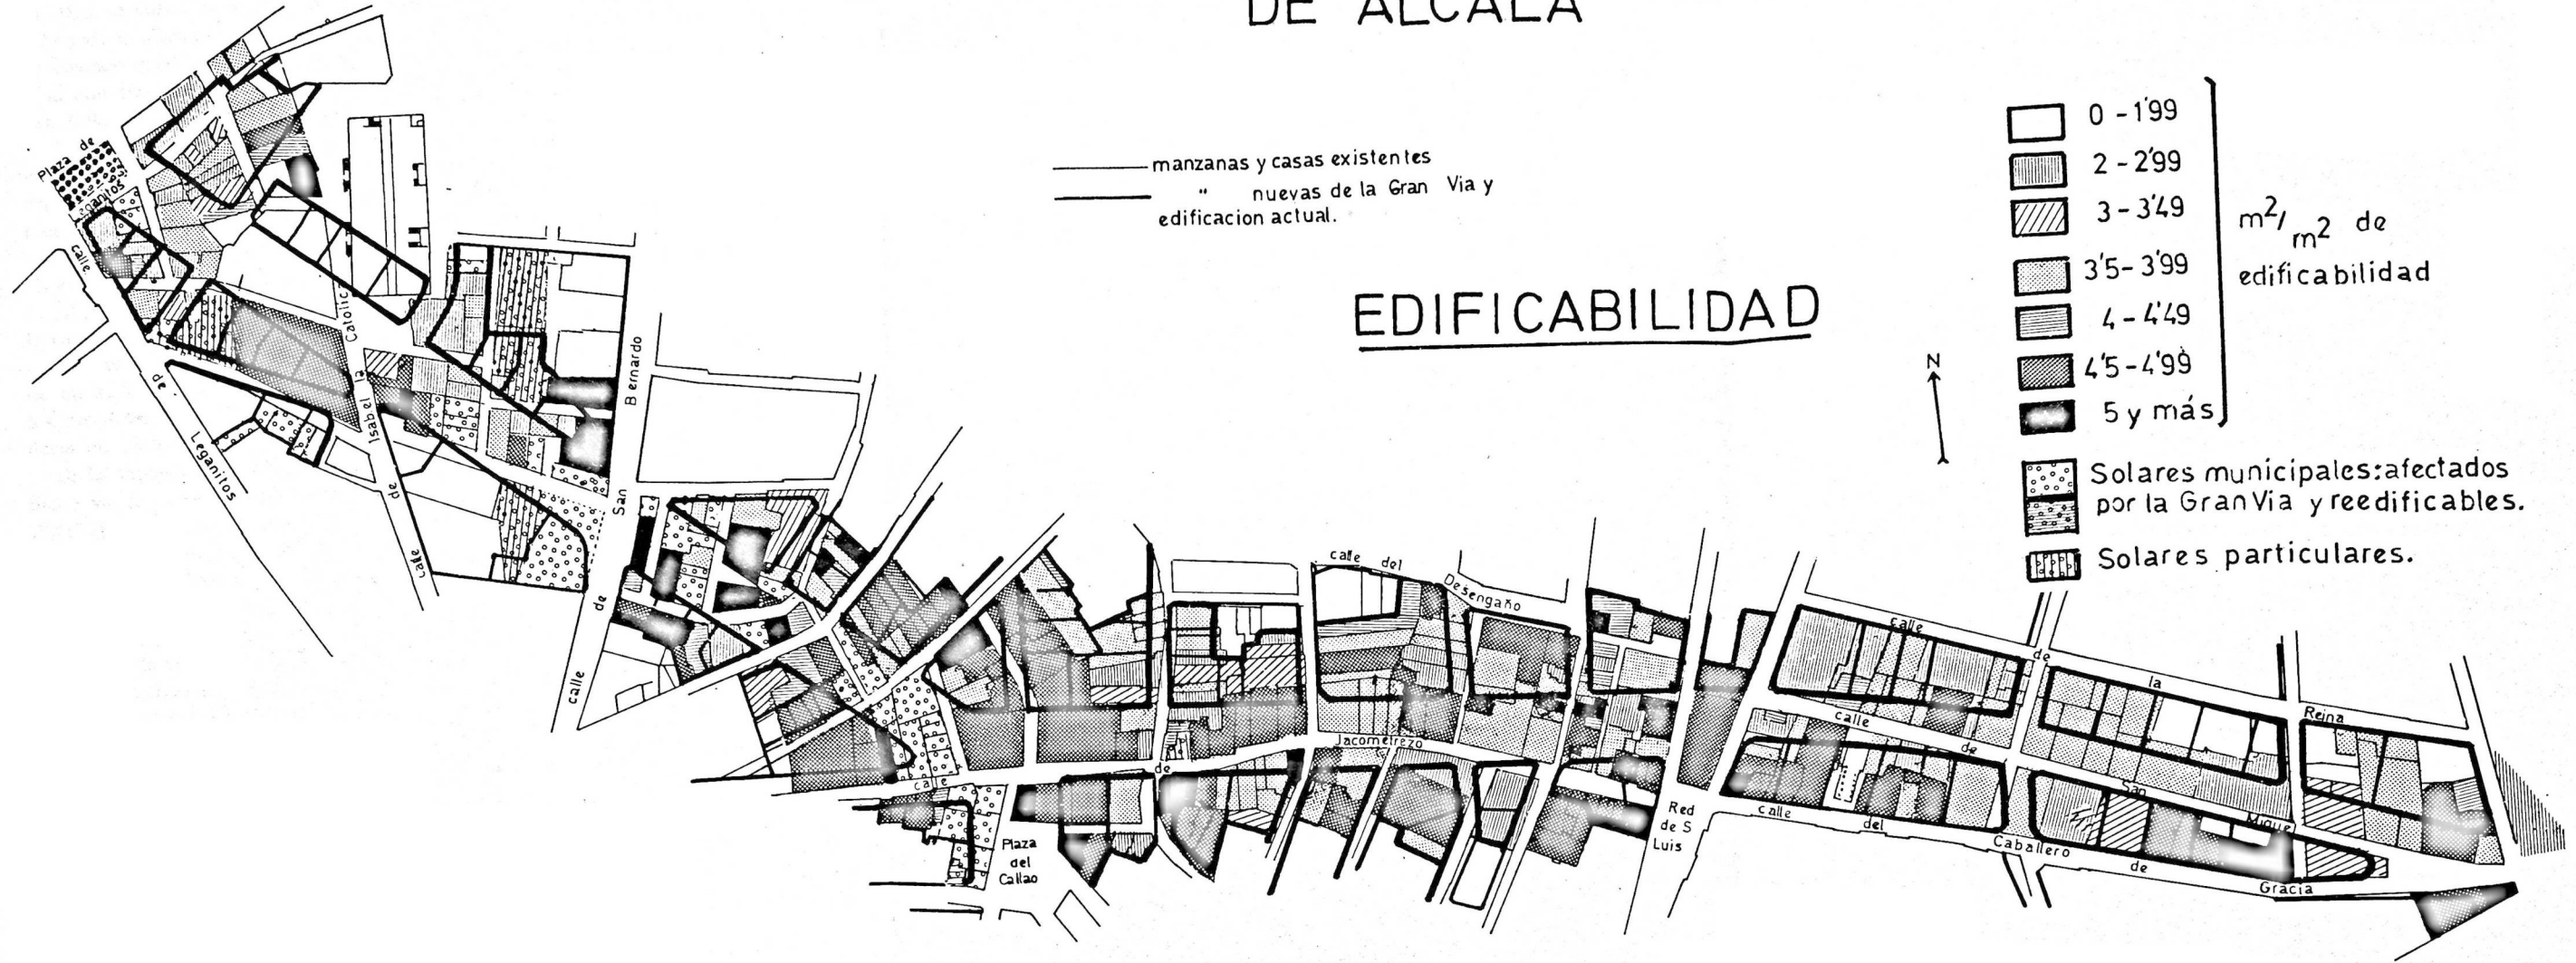 DE ALCALA
manzanas y casas existentes
" nuevas de la Gran Via y
edificacion actual.
EDIFICABILIDAD
N
0 - 1'99
2 - 2'99
3 - 3'49
3'5 - 3'99
4 - 4'49
4'5 - 4'99
5 y más
m²/m² de
edificabilidad
Solares municipales: afectados
por la Gran Via y reedificables.
Solares particulares.
Plaza de
Leganitos
calle
de
Leganitos
calle
de
Isabel la
Catolic
calle
de
San
Bernardo
calle del
Desengaño
calle
de
Jacometrezo
Plaza
del
Callao
Red
de S
Luis
calle
de
la
Reina
calle
de
San
Migue
calle
del
Caballero
de
Gracia